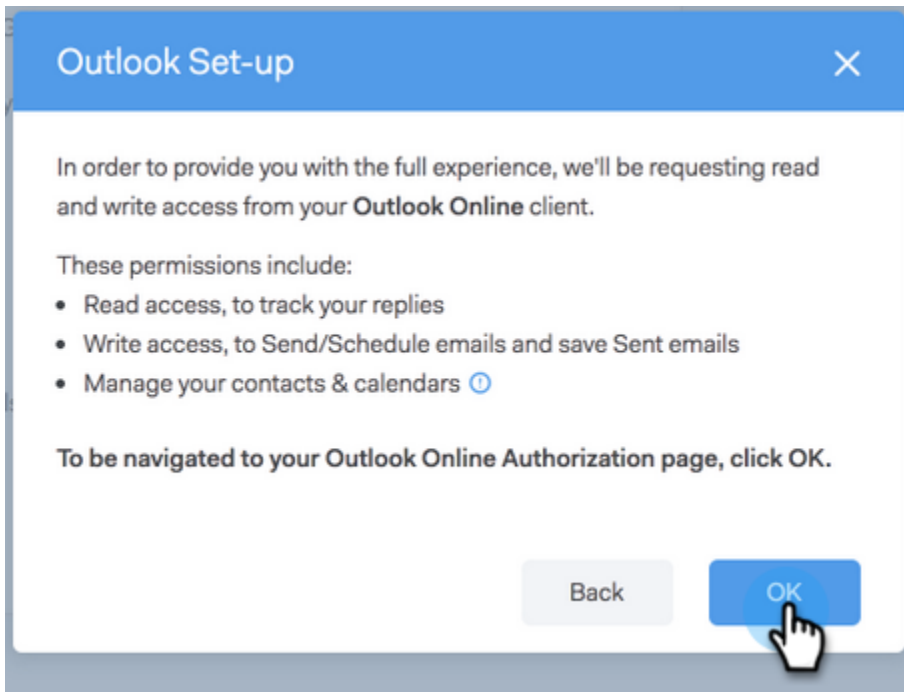 Outlook Set-up
In order to provide you with the full experience, we'll be requesting read
and write access from your Outlook Online client.
These permissions include:
• Read access, to track your replies
• Write access, to Send/Schedule emails and save Sent emails
• Manage your contacts & calendars
To be navigated to your Outlook Online Authorization page, click OK.
Back
OK